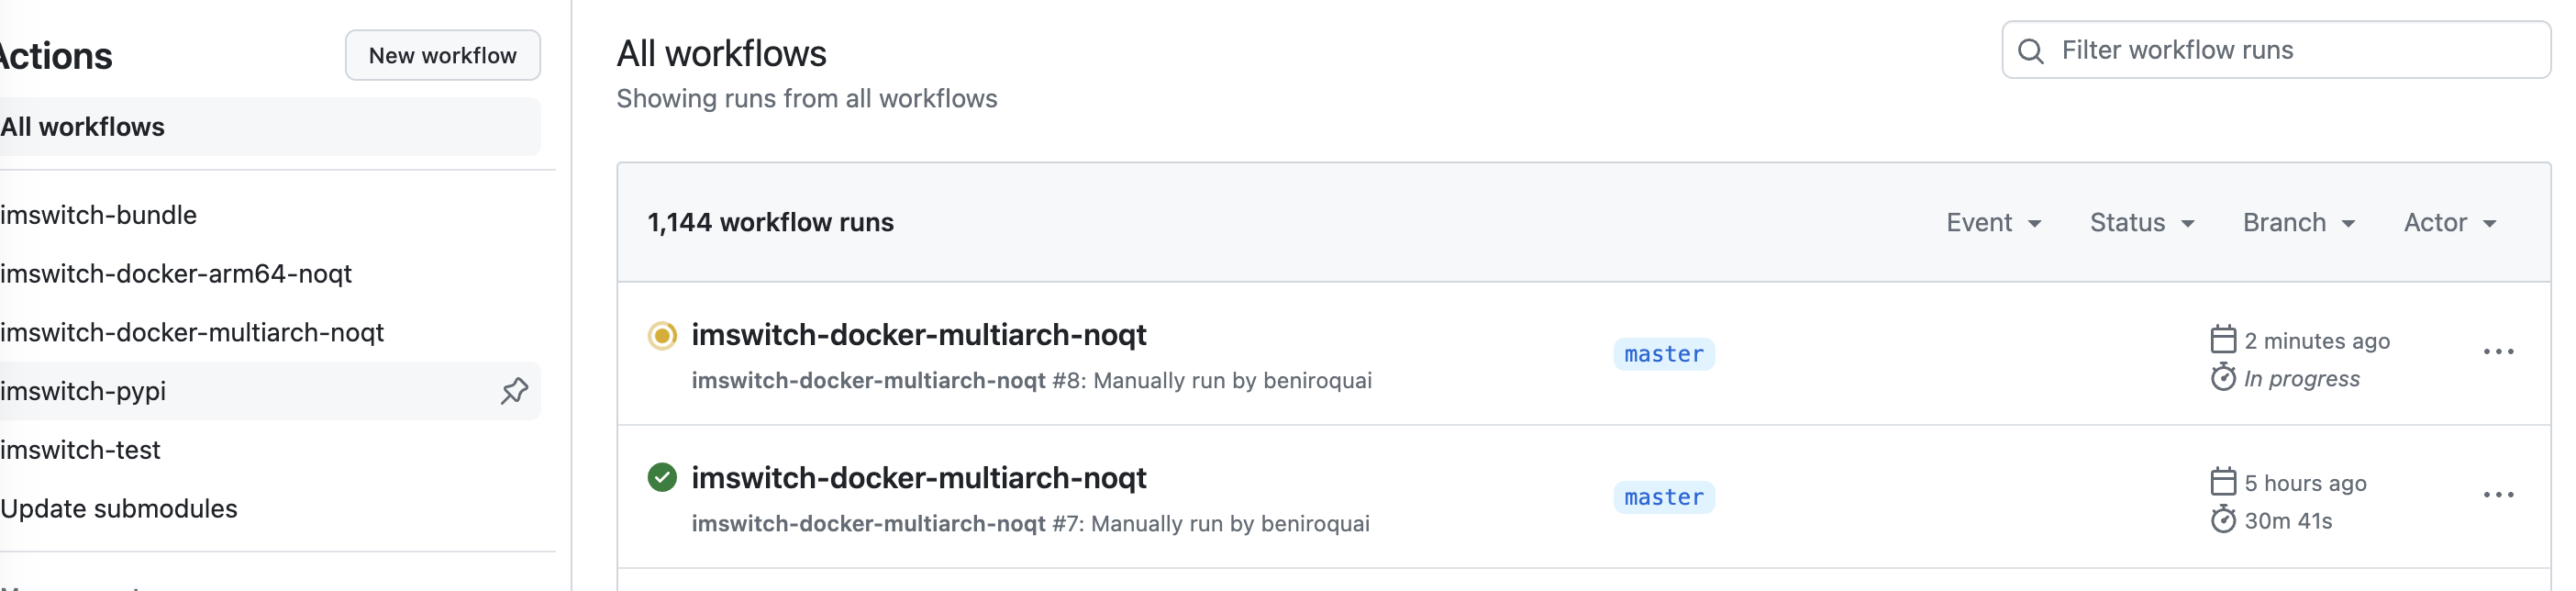 Actions
New workflow
All workflows
imswitch-bundle
imswitch-docker-arm64-noqt
imswitch-docker-multiarch-noqt
imswitch-pypi
imswitch-test
Update submodules
All workflows
Showing runs from all workflows
Filter workflow runs
1,144 workflow runs
Event
Status
Branch
Actor
imswitch-docker-multiarch-noqt
imswitch-docker-multiarch-noqt #8: Manually run by beniroquai
master
2 minutes ago
In progress
imswitch-docker-multiarch-noqt
imswitch-docker-multiarch-noqt #7: Manually run by beniroquai
master
5 hours ago
30m 41s